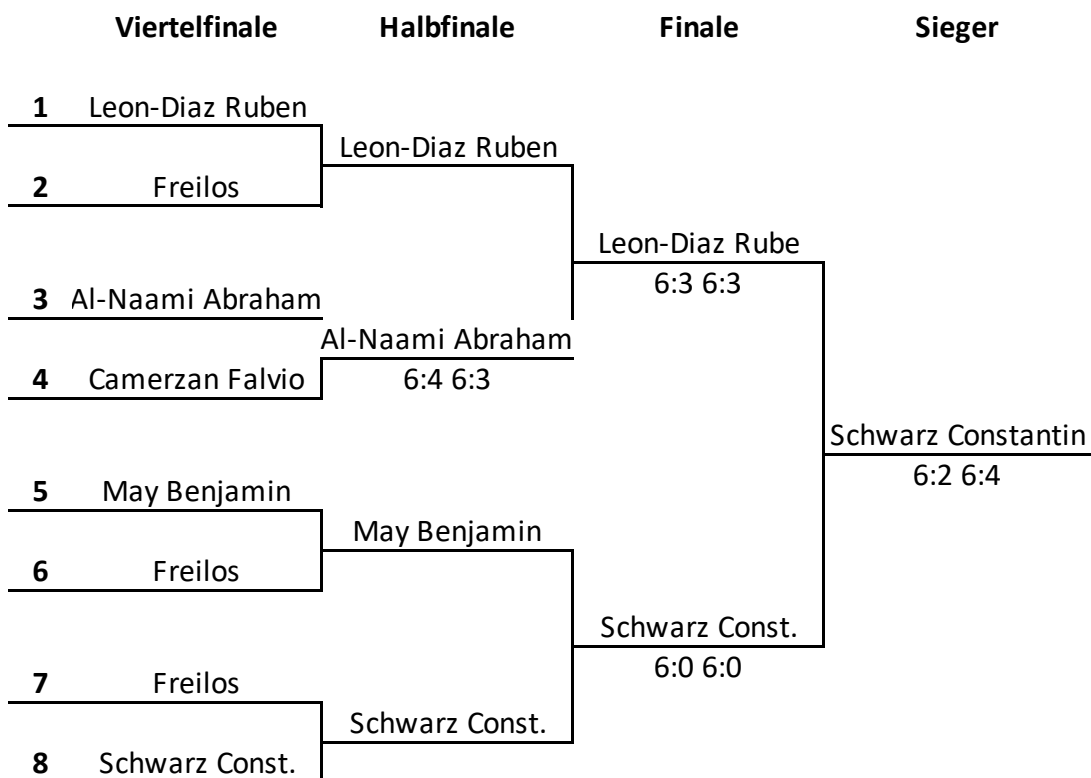 Viertelfinale Halbfinale Finale Sieger
1 Leon-Diaz Ruben
Leon-Diaz Ruben
2 Freilos
Leon-Diaz Rube
6:3 6:3
3 Al-Naami Abraham
Al-Naami Abraham
6:4 6:3
4 Camerzan Falvio
Schwarz Constantin
6:2 6:4
5 May Benjamin
May Benjamin
6 Freilos
Schwarz Const.
6:0 6:0
7 Freilos
Schwarz Const.
8 Schwarz Const.